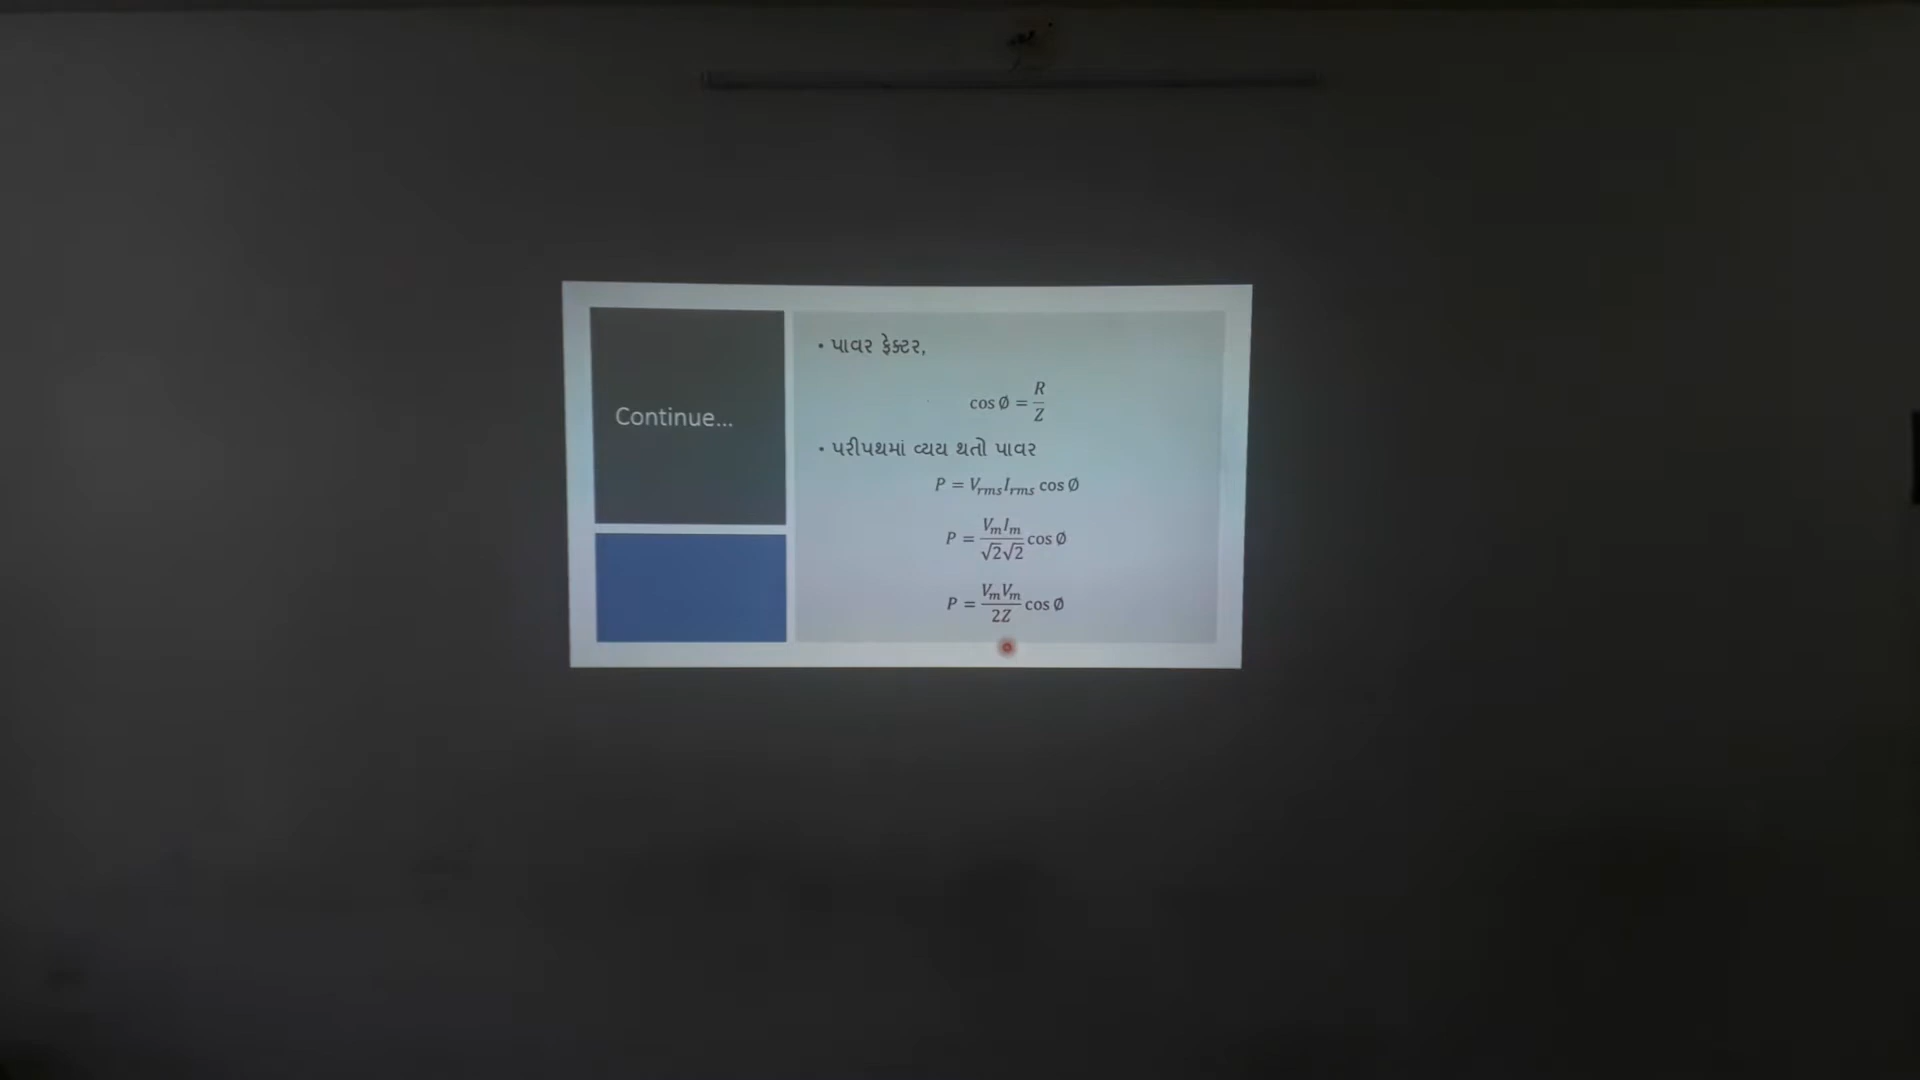 Continue...
• પાવર ફેક્ટર,
cos Ø = R/Z
• પરીપથમાં વ્યય થતો પાવર
P = V_rms I_rms cos Ø
P = V_m I_m / √2√2 cos Ø
P = V_m V_m / 2Z cos Ø